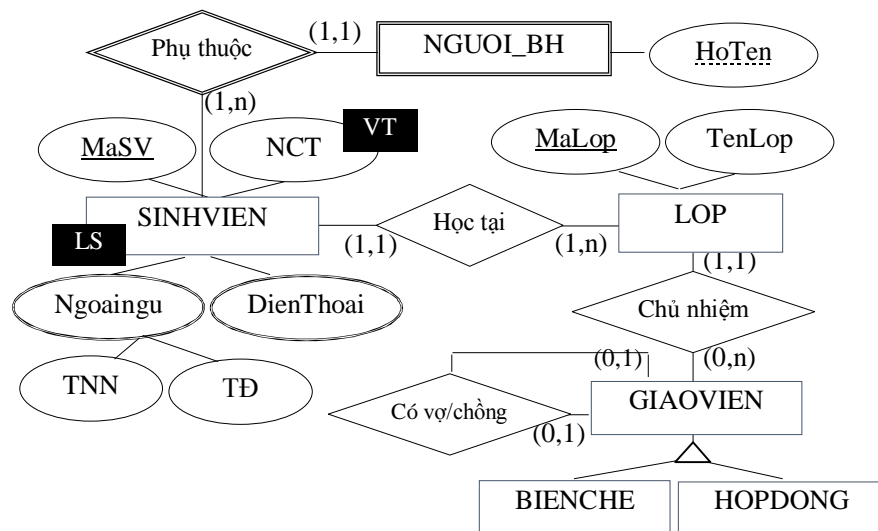 Phụ thuộc
(1,1)
NGUOI_BH
HoTen
(1,n)
VT
MaSV
NCT
MaLop
TenLop
SINHVIEN
LS
(1,1)
Học tại
(1,n)
LOP
(1,1)
Ngoaingu
DienThoai
Chủ nhiệm
TNN
TĐ
(0,1)
(0,n)
Có vợ/chồng
(0,1)
GIAOVIEN
BIENCHE
HOPDONG